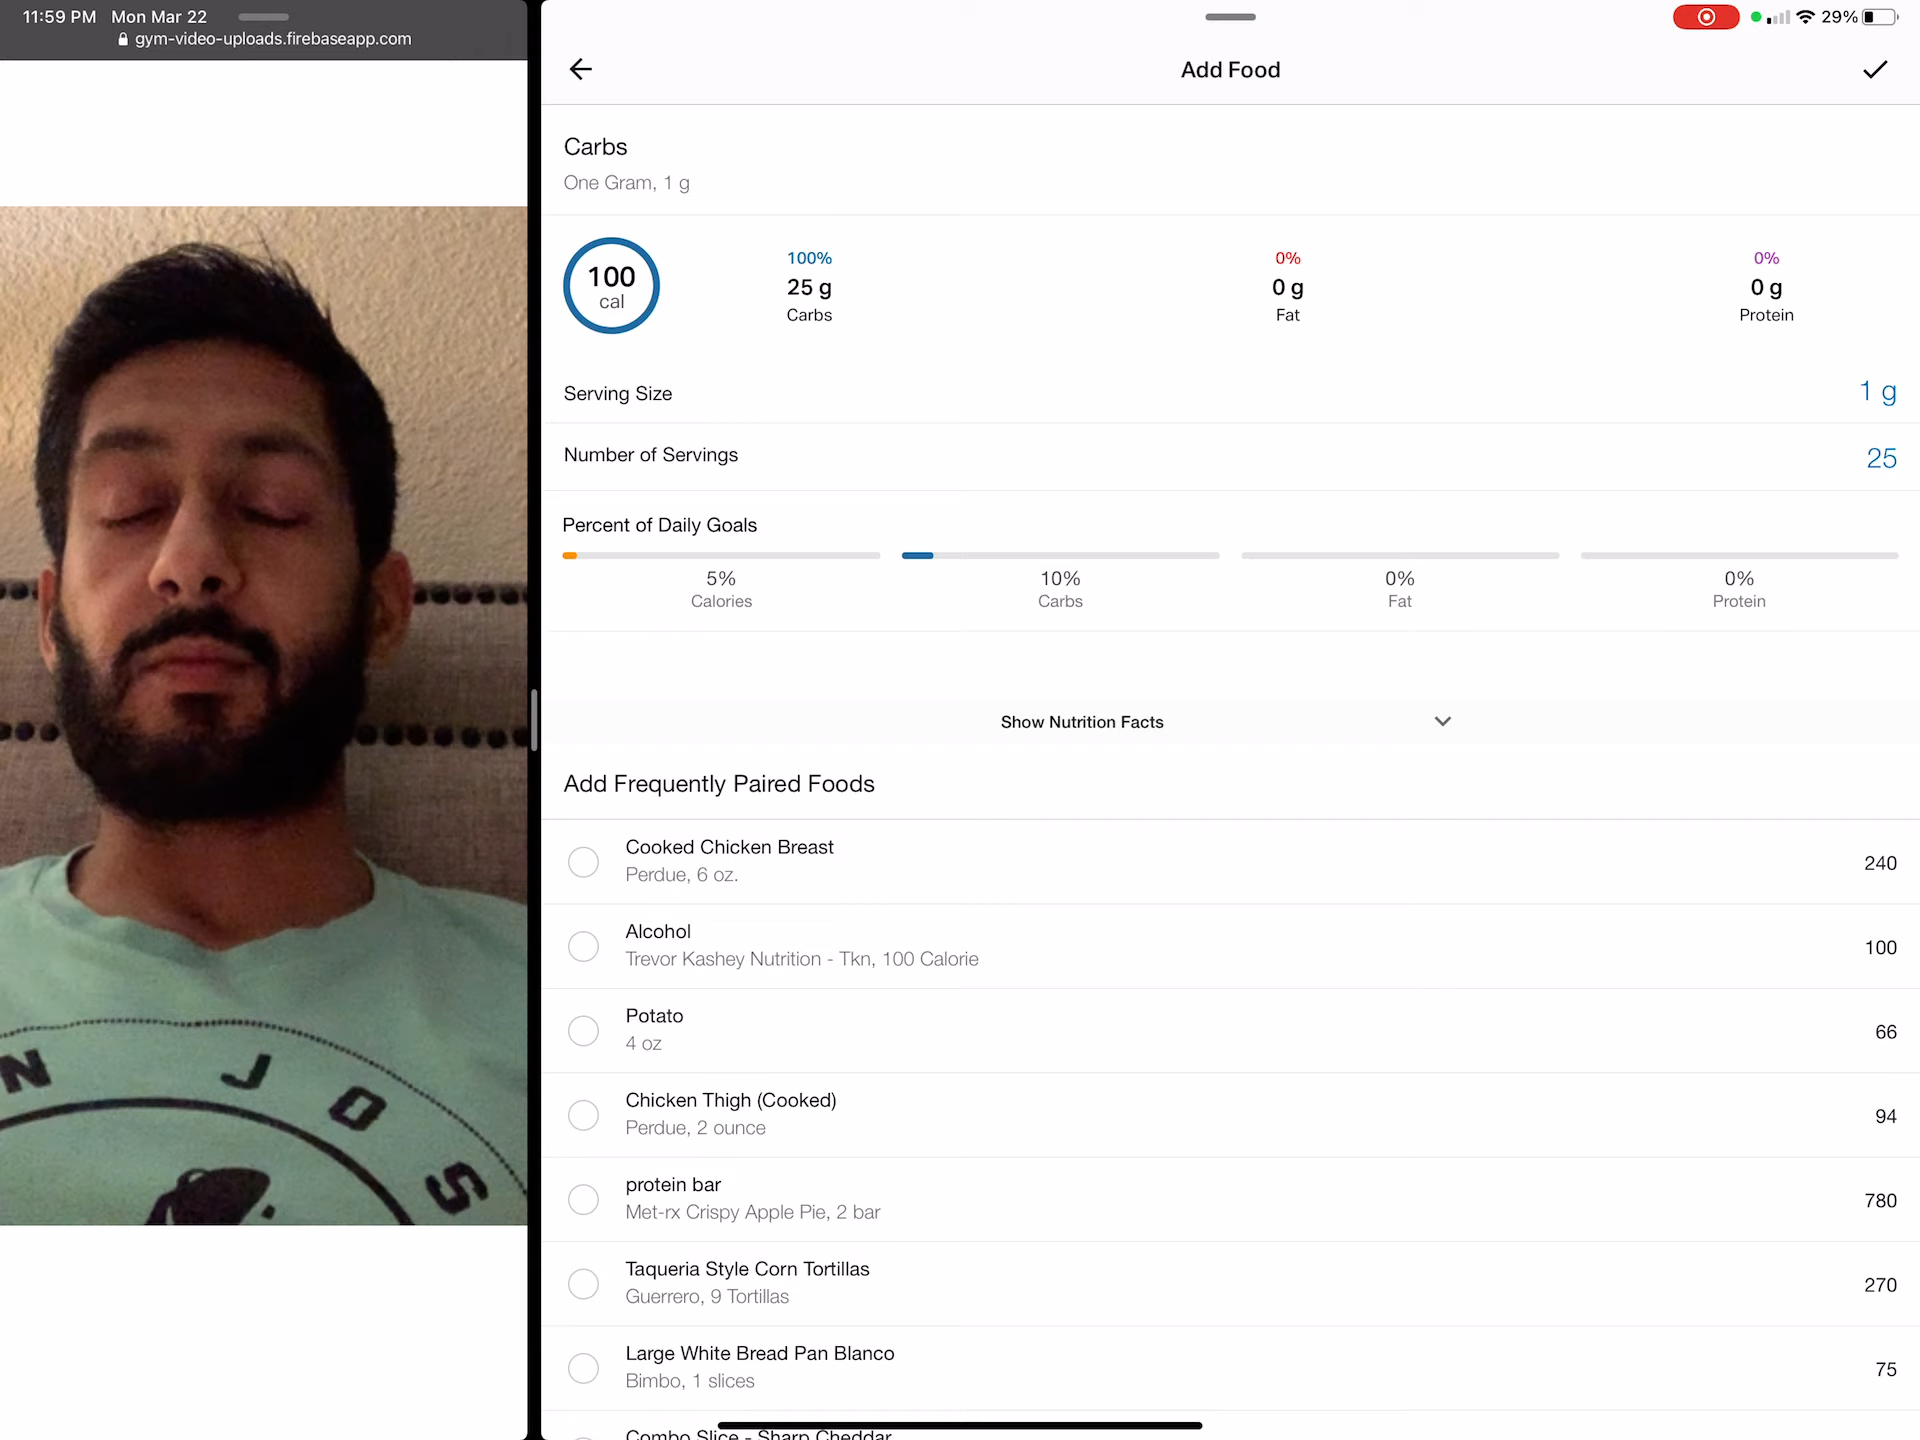 11:59 PM Mon Mar 22
gym-video-uploads.firebaseapp.com
29%
Add Food
Carbs
One Gram, 1 g
100
cal
100%
25 g
Carbs
0%
0 g
Fat
0%
0 g
Protein
Serving Size
1 g
Number of Servings
25
Percent of Daily Goals
5%
Calories
10%
Carbs
0%
Fat
0%
Protein
Show Nutrition Facts
Add Frequently Paired Foods
Cooked Chicken Breast
Perdue, 6 oz.
240
Alcohol
Trevor Kashey Nutrition - Tkn, 100 Calorie
100
Potato
4 oz
66
Chicken Thigh (Cooked)
Perdue, 2 ounce
94
protein bar
Met-rx Crispy Apple Pie, 2 bar
780
Taqueria Style Corn Tortillas
Guerrero, 9 Tortillas
270
Large White Bread Pan Blanco
Bimbo, 1 slices
75
Combo Slice - Sharp Cheddar
N JOS